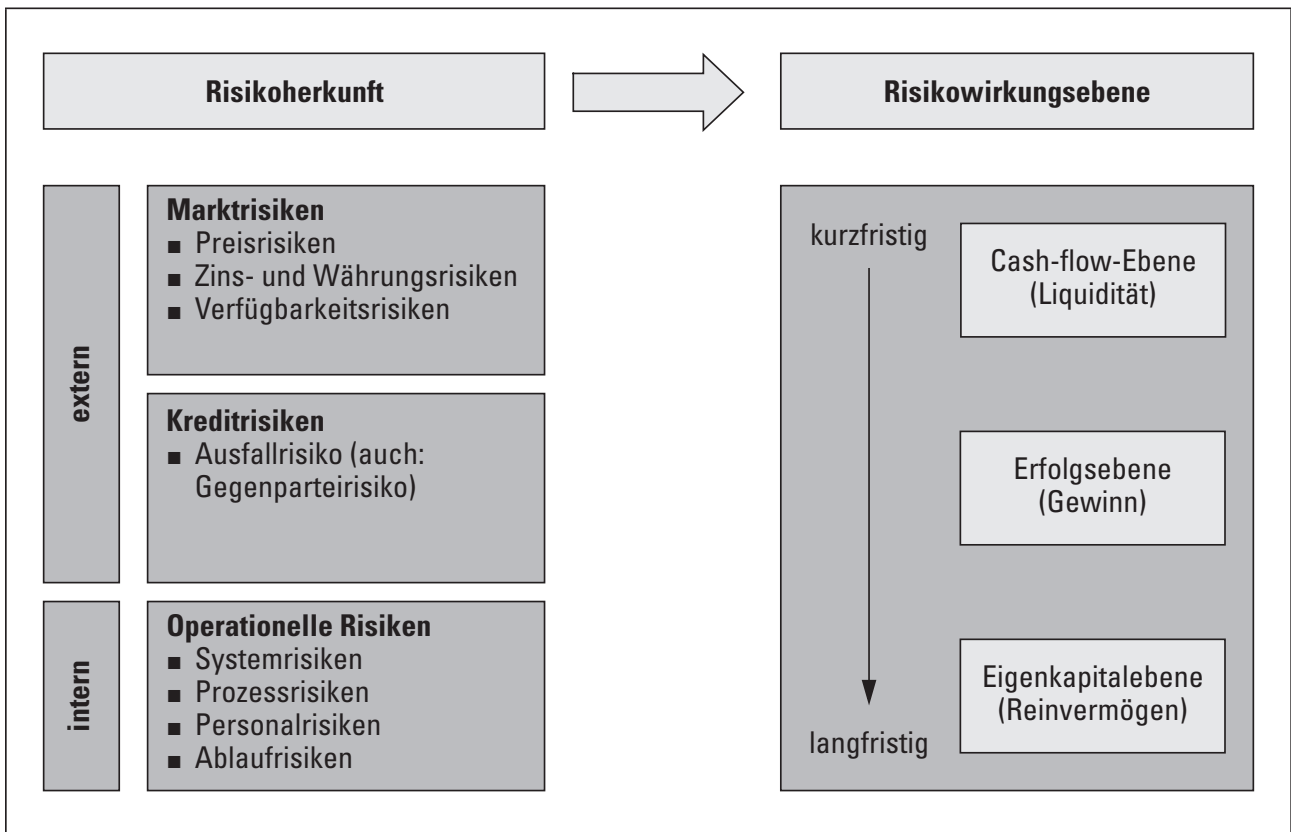 Risikoherkunft
Risikowirkungsebene
extern
Marktrisiken
■ Preisrisiken
■ Zins- und Währungsrisiken
■ Verfügbarkeitsrisiken
Kreditrisiken
■ Ausfallrisiko (auch:
Gegenparteirisiko)
intern
Operationelle Risiken
■ Systemrisiken
■ Prozessrisiken
■ Personalrisiken
■ Ablaufrisiken
kurzfristig
Cash-flow-Ebene
(Liquidität)
Erfolgsebene
(Gewinn)
Eigenkapitalebene
(Reinvermögen)
langfristig